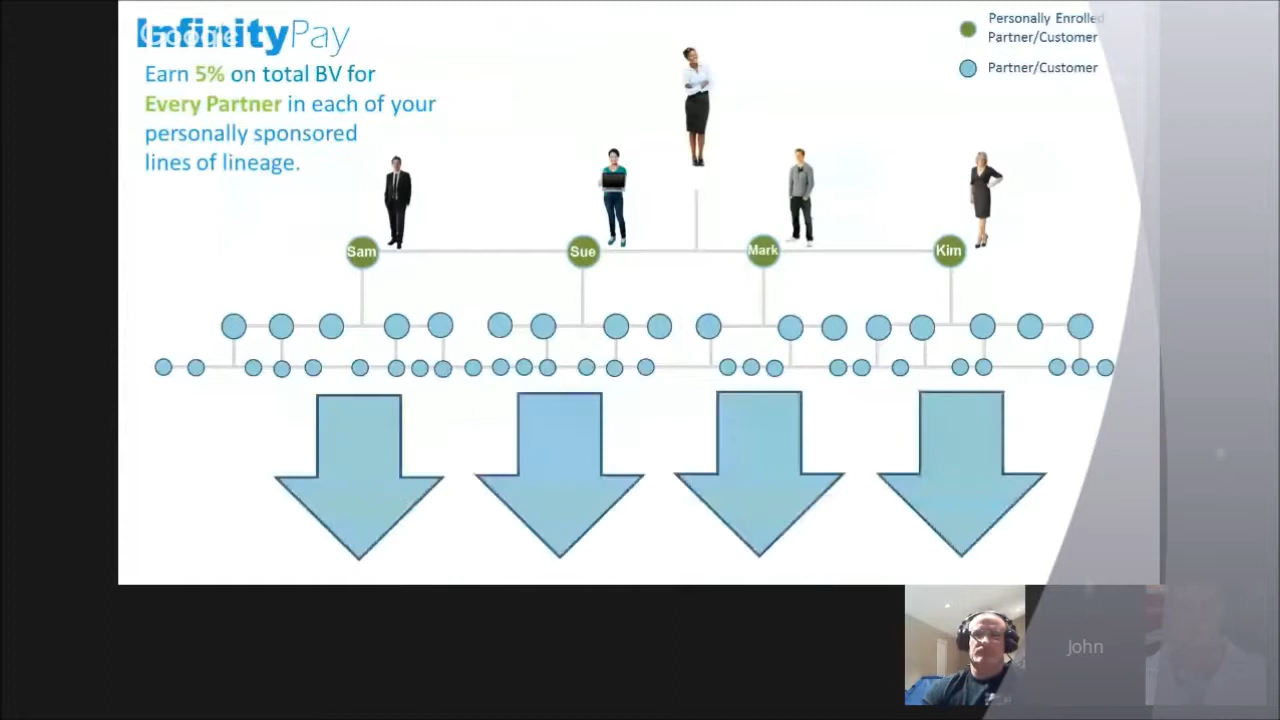 InfinityPay
Google
Earn 5% on total BV for
Every Partner in each of your
personally sponsored
lines of lineage.
Personally Enrolled
Partner/Customer
Partner/Customer
Sam
Sue
Mark
Kim
John